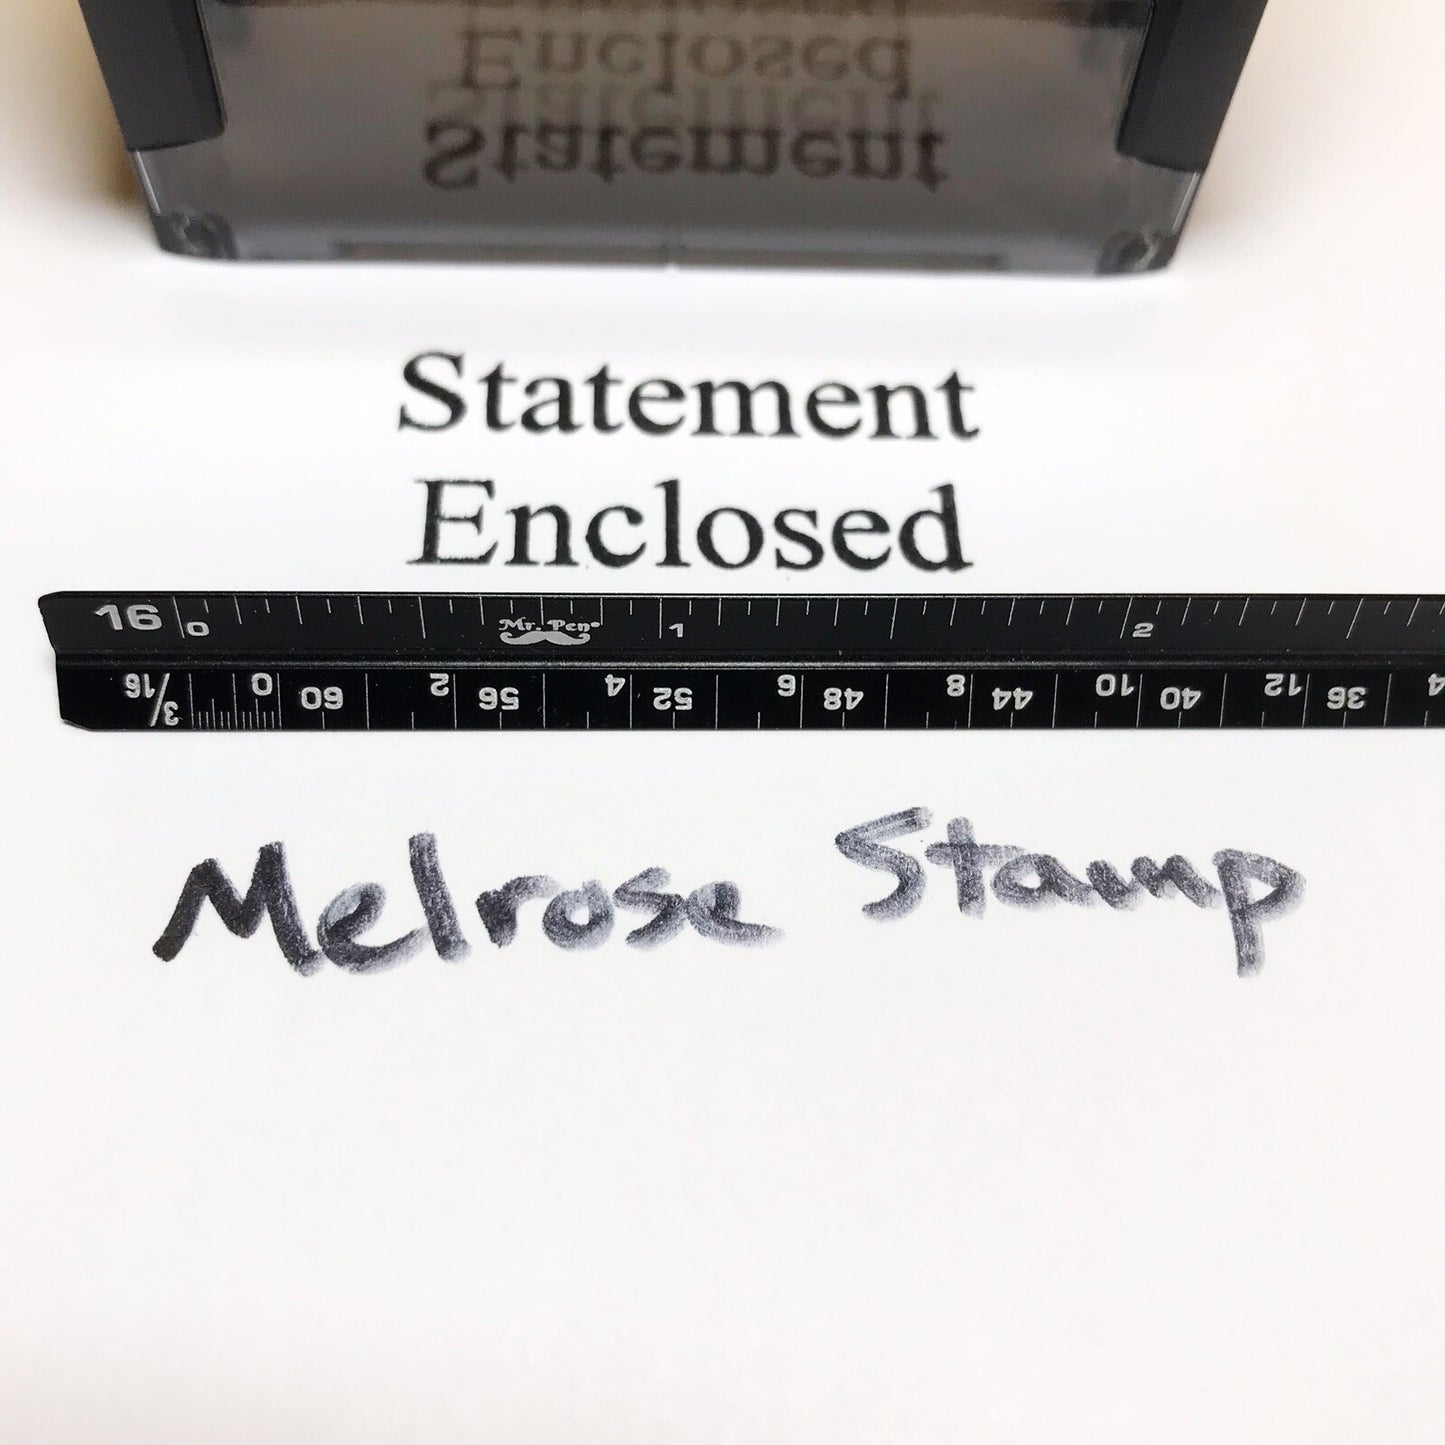 Enclosed
Statement
Statement
Enclosed
16 0 Mr. Pen 1 2
3/16 0 60 2 56 4 52 6 48 8 44 10 40 12 36 4
Melrose Stamp